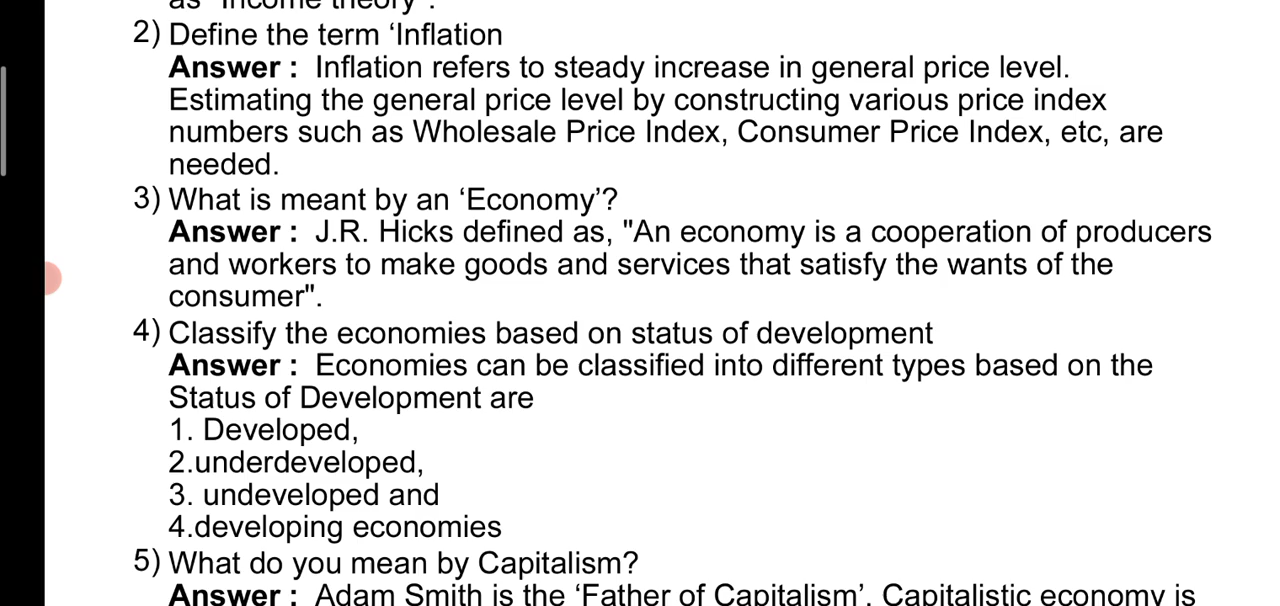 as "Income theory".
2) Define the term ‘Inflation
Answer : Inflation refers to steady increase in general price level.
Estimating the general price level by constructing various price index
numbers such as Wholesale Price Index, Consumer Price Index, etc, are
needed.
3) What is meant by an ‘Economy’?
Answer : J.R. Hicks defined as, "An economy is a cooperation of producers
and workers to make goods and services that satisfy the wants of the
consumer".
4) Classify the economies based on status of development
Answer : Economies can be classified into different types based on the
Status of Development are
1. Developed,
2.underdeveloped,
3. undeveloped and
4.developing economies
5) What do you mean by Capitalism?
Answer : Adam Smith is the ‘Father of Capitalism’. Capitalistic economy is